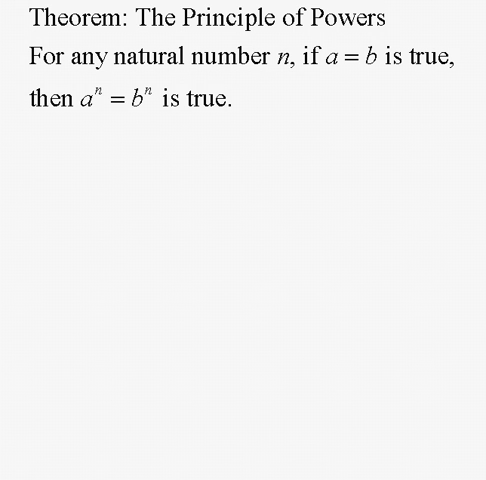 Theorem: The Principle of Powers
For any natural number n, if a = b is true,
then aⁿ = bⁿ is true.